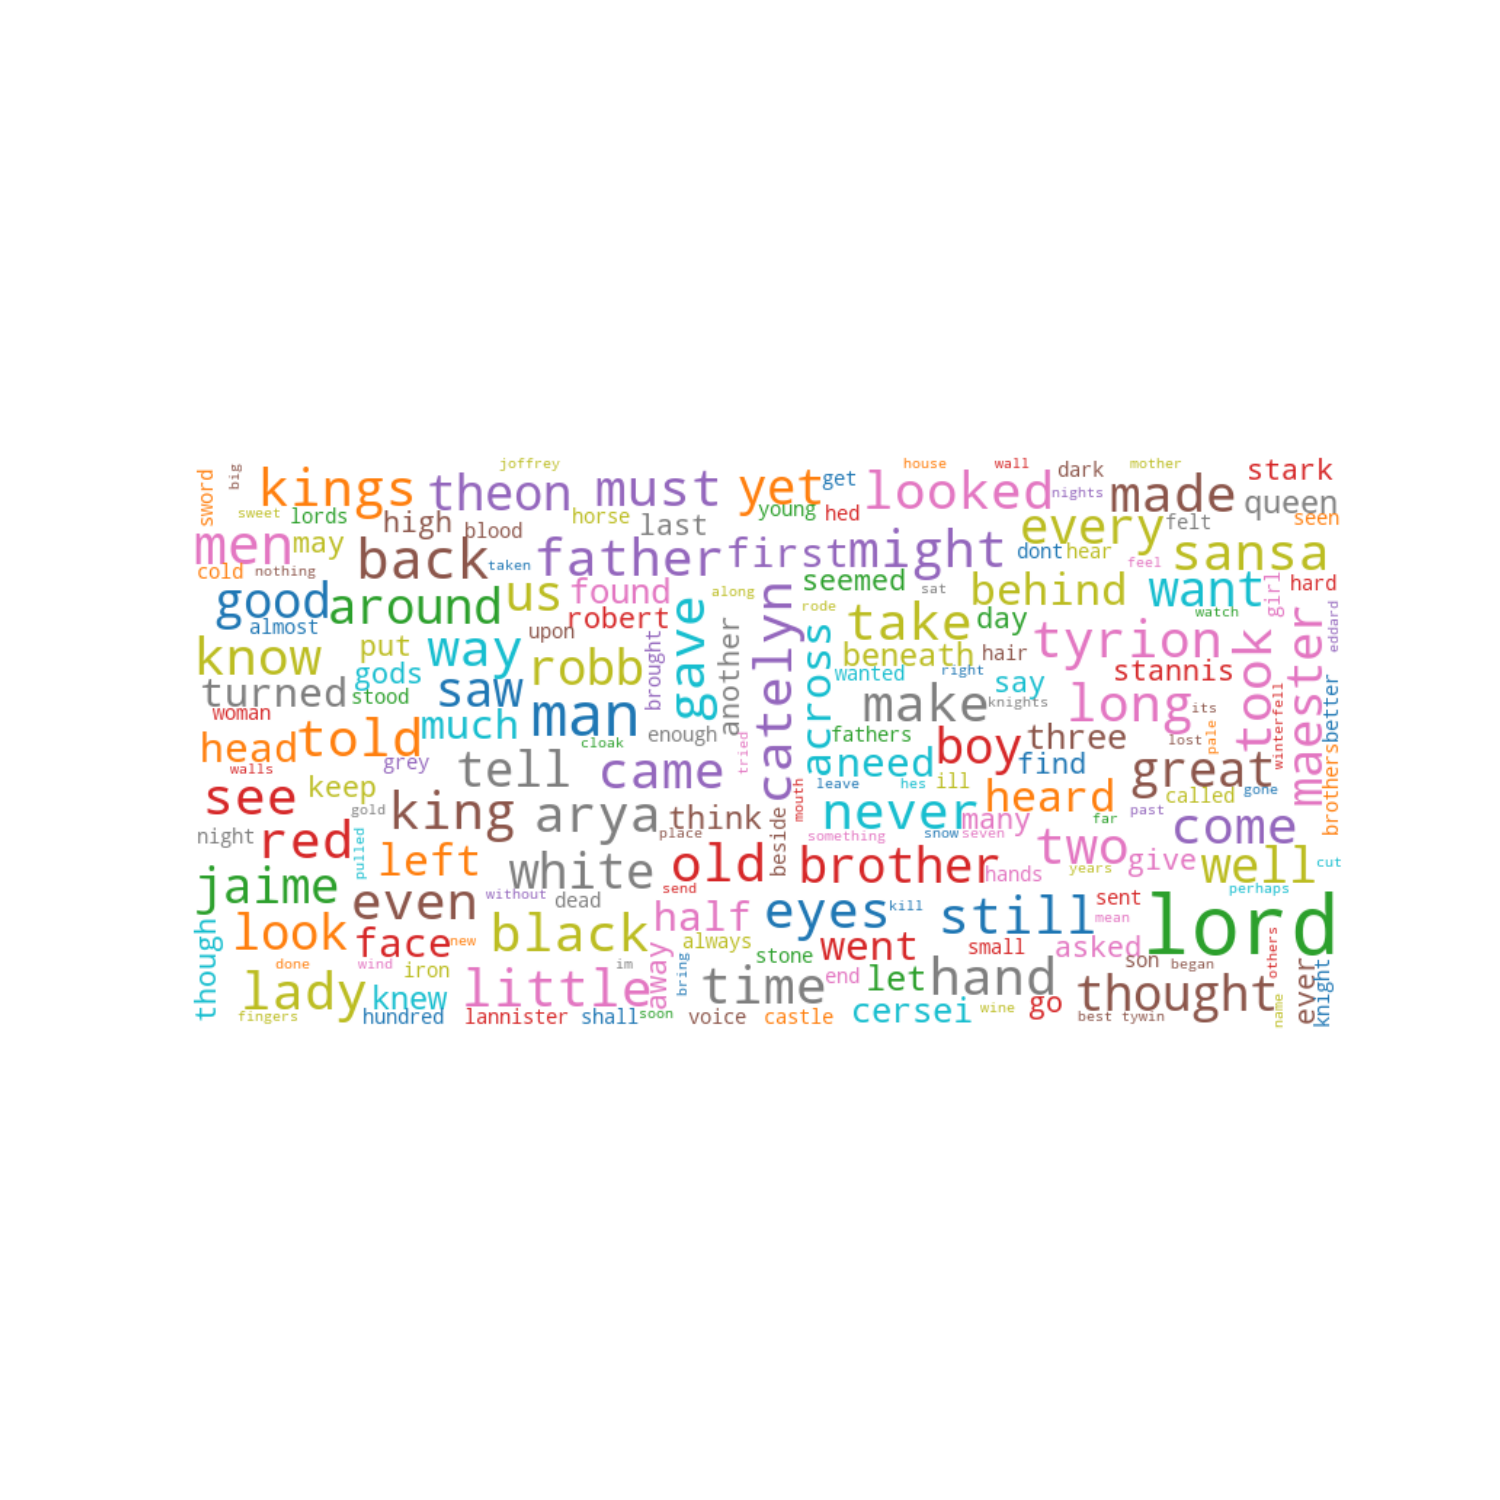 joffrey house wall dark mother stark
sword big kings theon must yet get looked nights made queen
sweet lords high blood horse last young hed every felt seen
men may back taken father first might dont hear feel sansa
cold nothing good around us found seemed sat behind want girl hard
almost robert gave along rode take day watch eddard
know put way upon robb brought another catelyn across beneath hair tyrion took maester
gods turned stood saw man wanted right say stannis
woman much make knights long its winterfell better
head told cloak enough tried fathers aneed boy three lost pale
walls grey tell came find great brothers
see keep leave hes ill heard called gone
gold king arya think beside mouth never many far past come
night red pulled left place something snow seven two give well cut
jaime white old brother hands years perhaps
even without dead send half eyes kill still sent mean lord
though look face new black always went small asked
done wind iron im away bring stone son began others
lady knew little time end let hand thought ever knight
fingers hundred lannister shall soon voice castle cersei wine go best tywin name